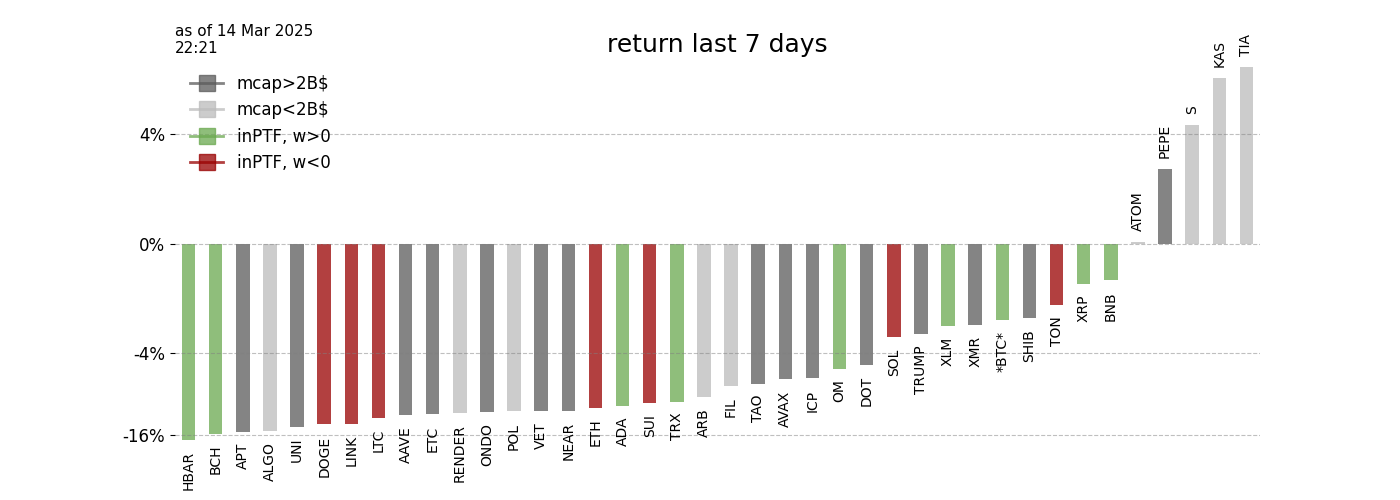 as of 14 Mar 2025
22:21
return last 7 days
mcap>2B$
mcap<2B$
inPTF, w>0
inPTF, w<0
4%
0%
-4%
-16%
HBAR
BCH
APT
ALGO
UNI
DOGE
LINK
LTC
AAVE
ETC
RENDER
ONDO
POL
VET
NEAR
ETH
ADA
SUI
TRX
ARB
FIL
TAO
AVAX
ICP
OM
DOT
SOL
TRUMP
XLM
XMR
*BTC*
SHIB
TON
XRP
BNB
ATOM
PEPE
S
KAS
TIA